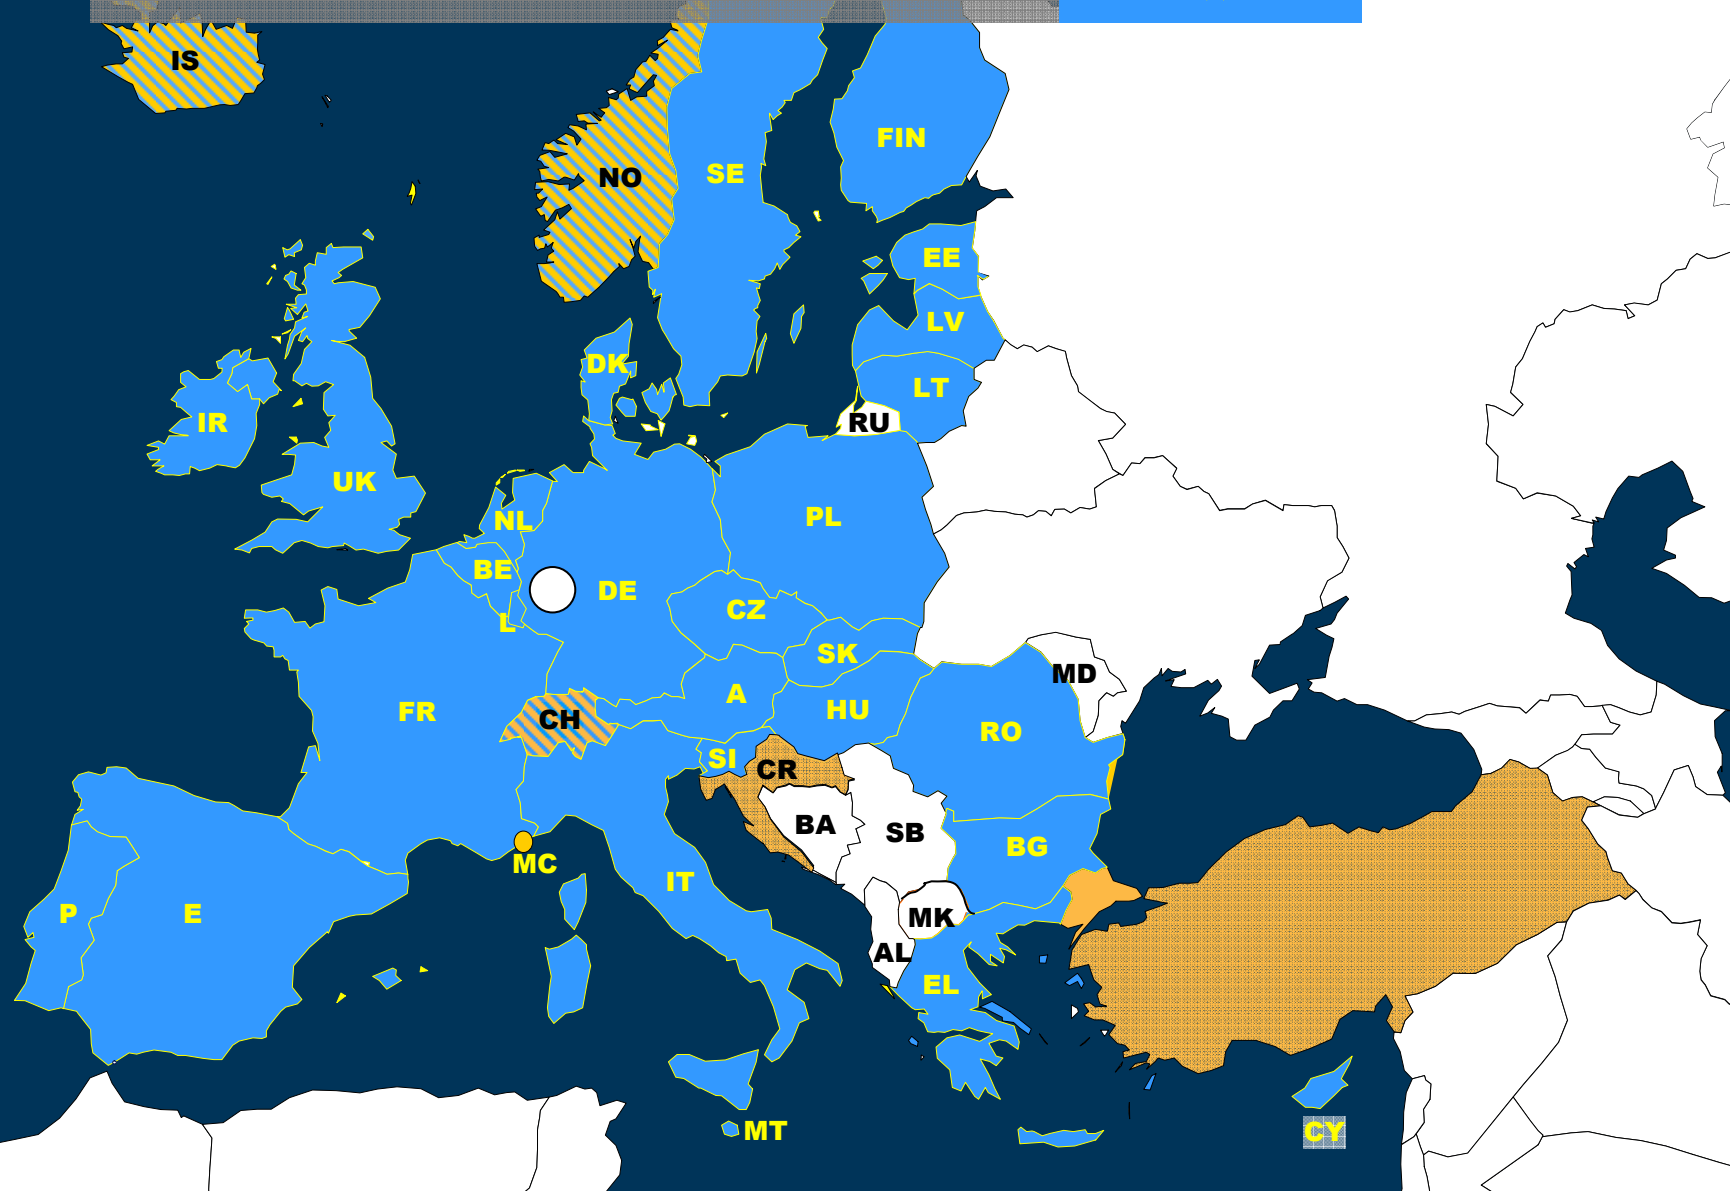 IS
FIN
SE
NO
EE
LV
DK
LT
IR
RU
UK
PL
NL
BE
DE
CZ
L
SK
MD
A
HU
FR
CH
RO
SI
CR
BA
SB
BG
MC
IT
P
E
MK
AL
EL
MT
CY